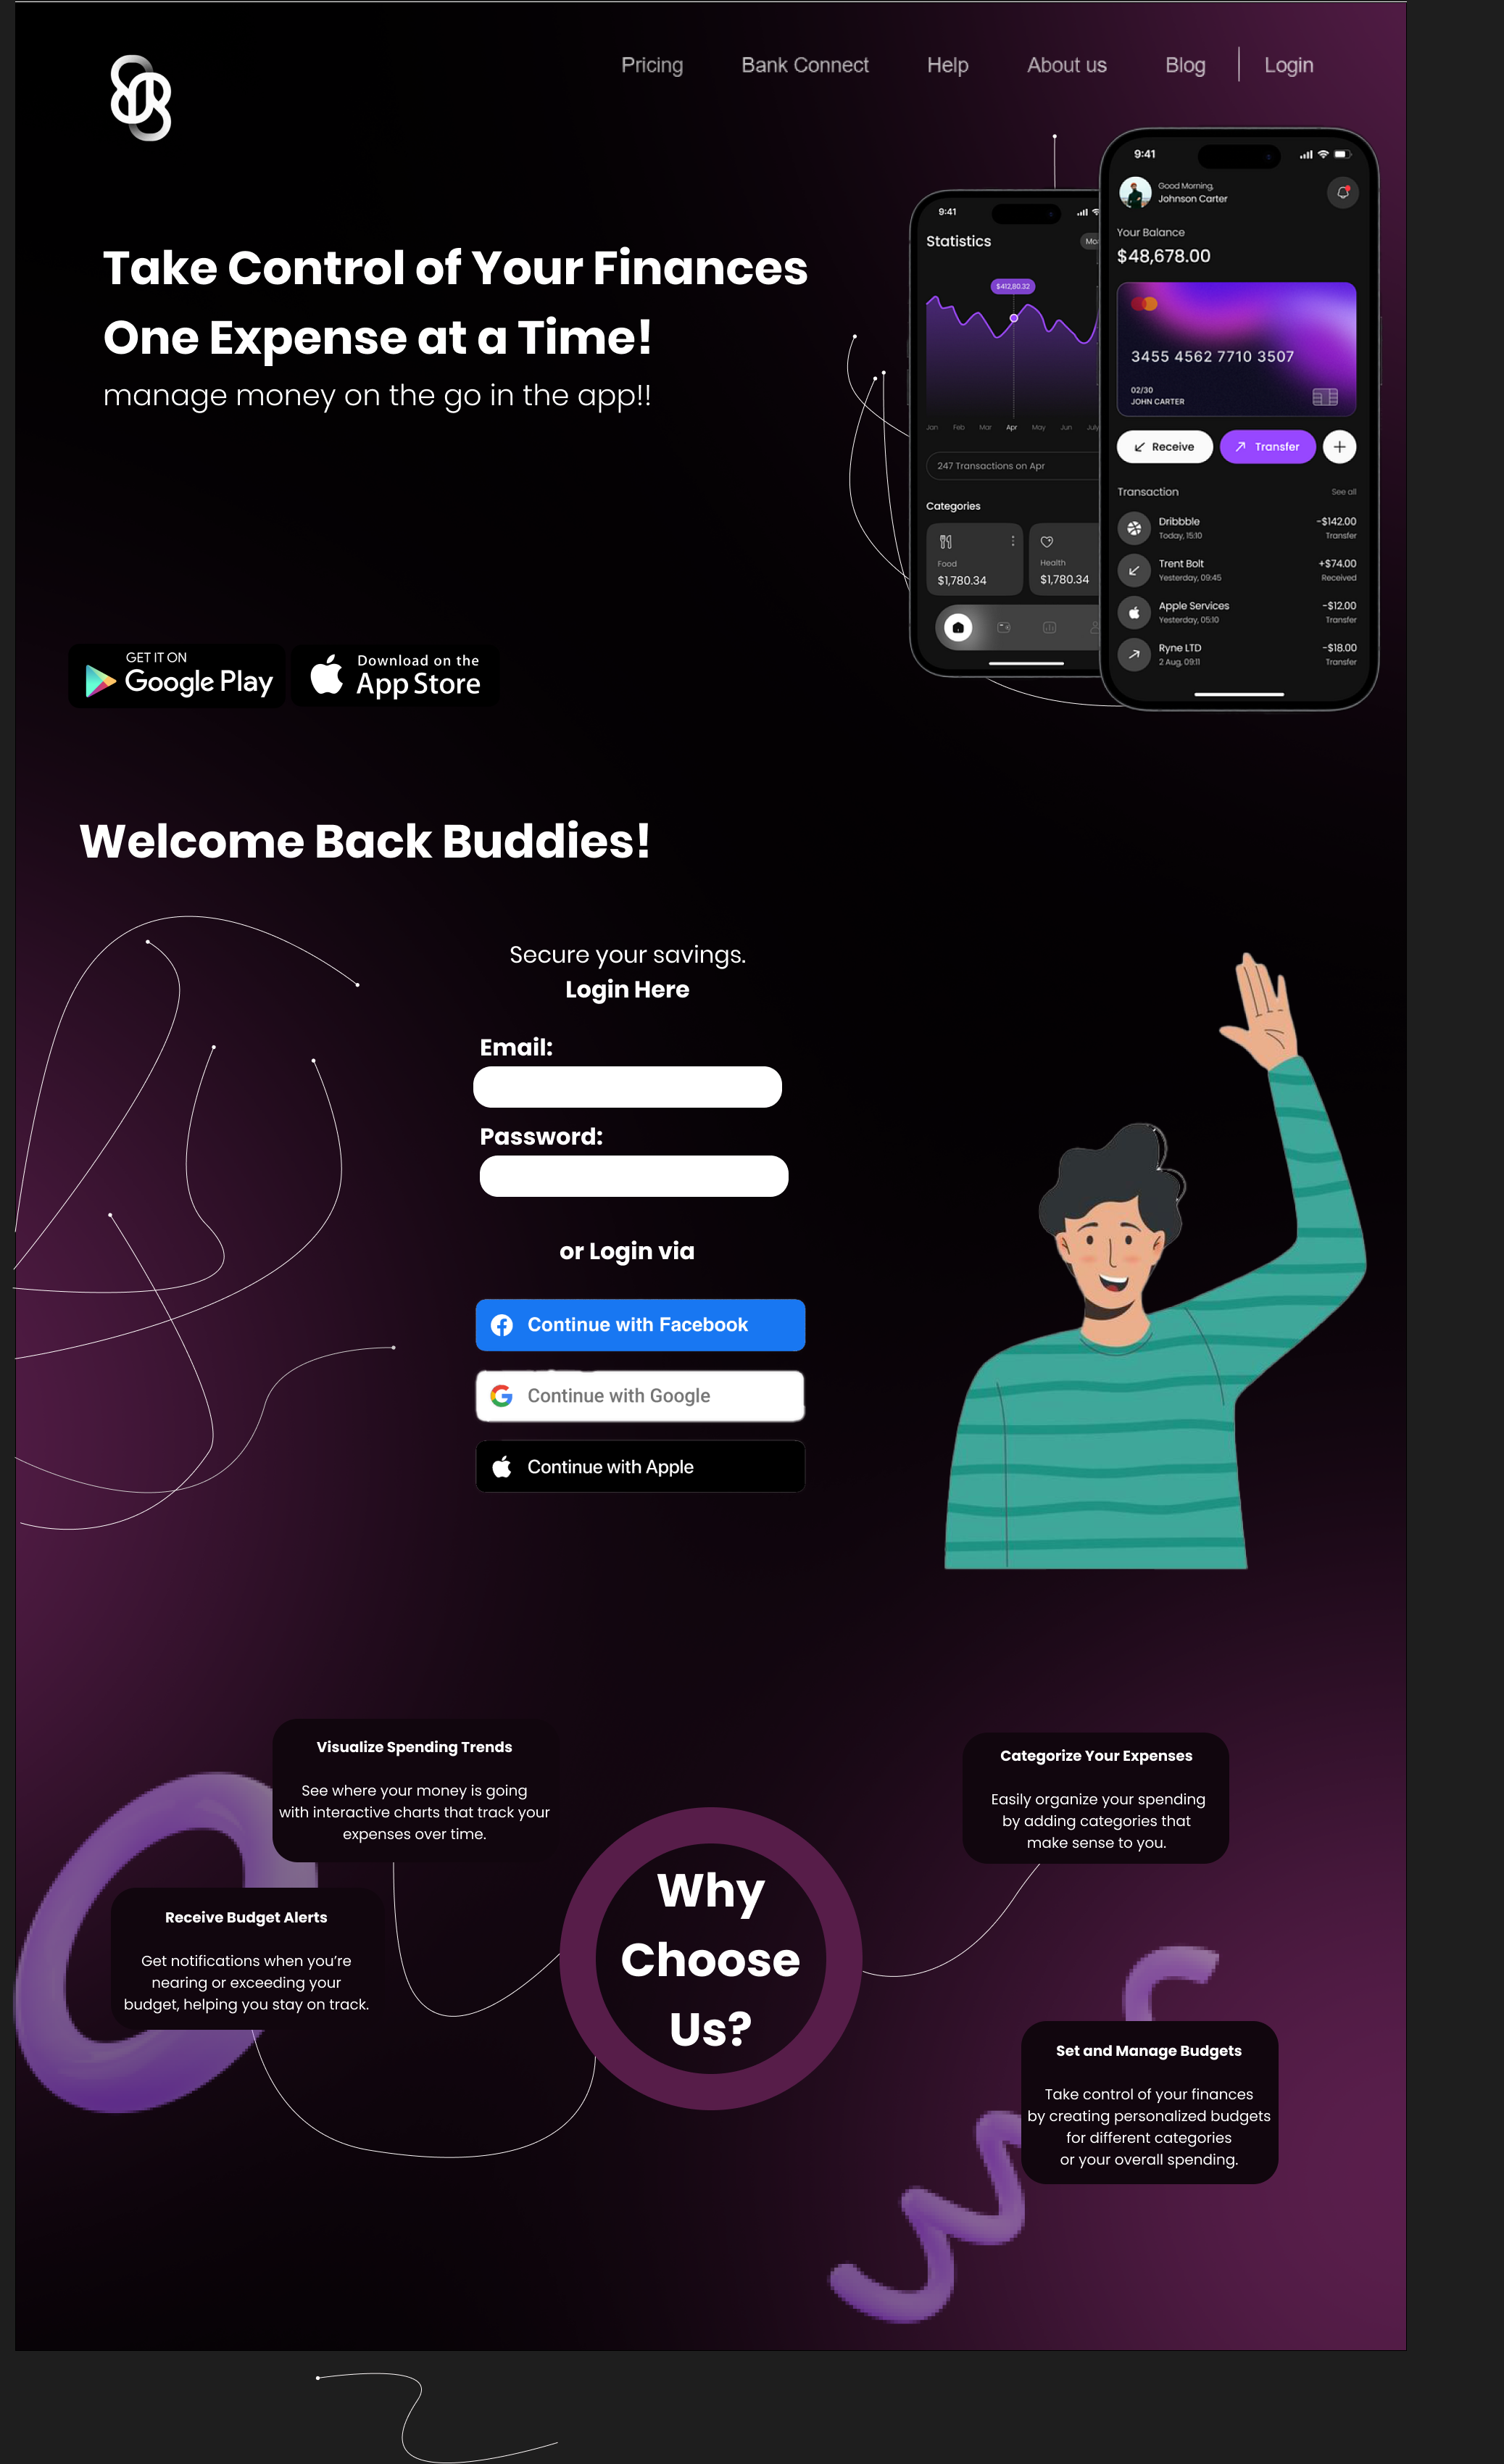 Pricing
Bank Connect
Help
About us
Blog
Login
Take Control of Your Finances
One Expense at a Time!
manage money on the go in the app!!
GET IT ON
Google Play
Download on the
App Store
9:41
Statistics
$412,80.32
Jan Feb Mar Apr May Jun July
247 Transactions on Apr
Categories
Food
$1,780.34
Health
$1,780.34
9:41
Good Morning,
Johnson Carter
Your Balance
$48,678.00
3455 4562 7710 3507
02/30
JOHN CARTER
Receive
Transfer
Transaction
See all
Dribbble
-$142.00
Today, 15:10
Transfer
Trent Bolt
+$74.00
Yesterday, 09:45
Received
Apple Services
-$12.00
Yesterday, 05:10
Transfer
Ryne LTD
-$18.00
2 Aug, 09:11
Transfer
Welcome Back Buddies!
Secure your savings.
Login Here
Email:
Password:
or Login via
Continue with Facebook
Continue with Google
Continue with Apple
Visualize Spending Trends
See where your money is going
with interactive charts that track your
expenses over time.
Categorize Your Expenses
Easily organize your spending
by adding categories that
make sense to you.
Why
Choose
Us?
Receive Budget Alerts
Get notifications when you’re
nearing or exceeding your
budget, helping you stay on track.
Set and Manage Budgets
Take control of your finances
by creating personalized budgets
for different categories
or your overall spending.